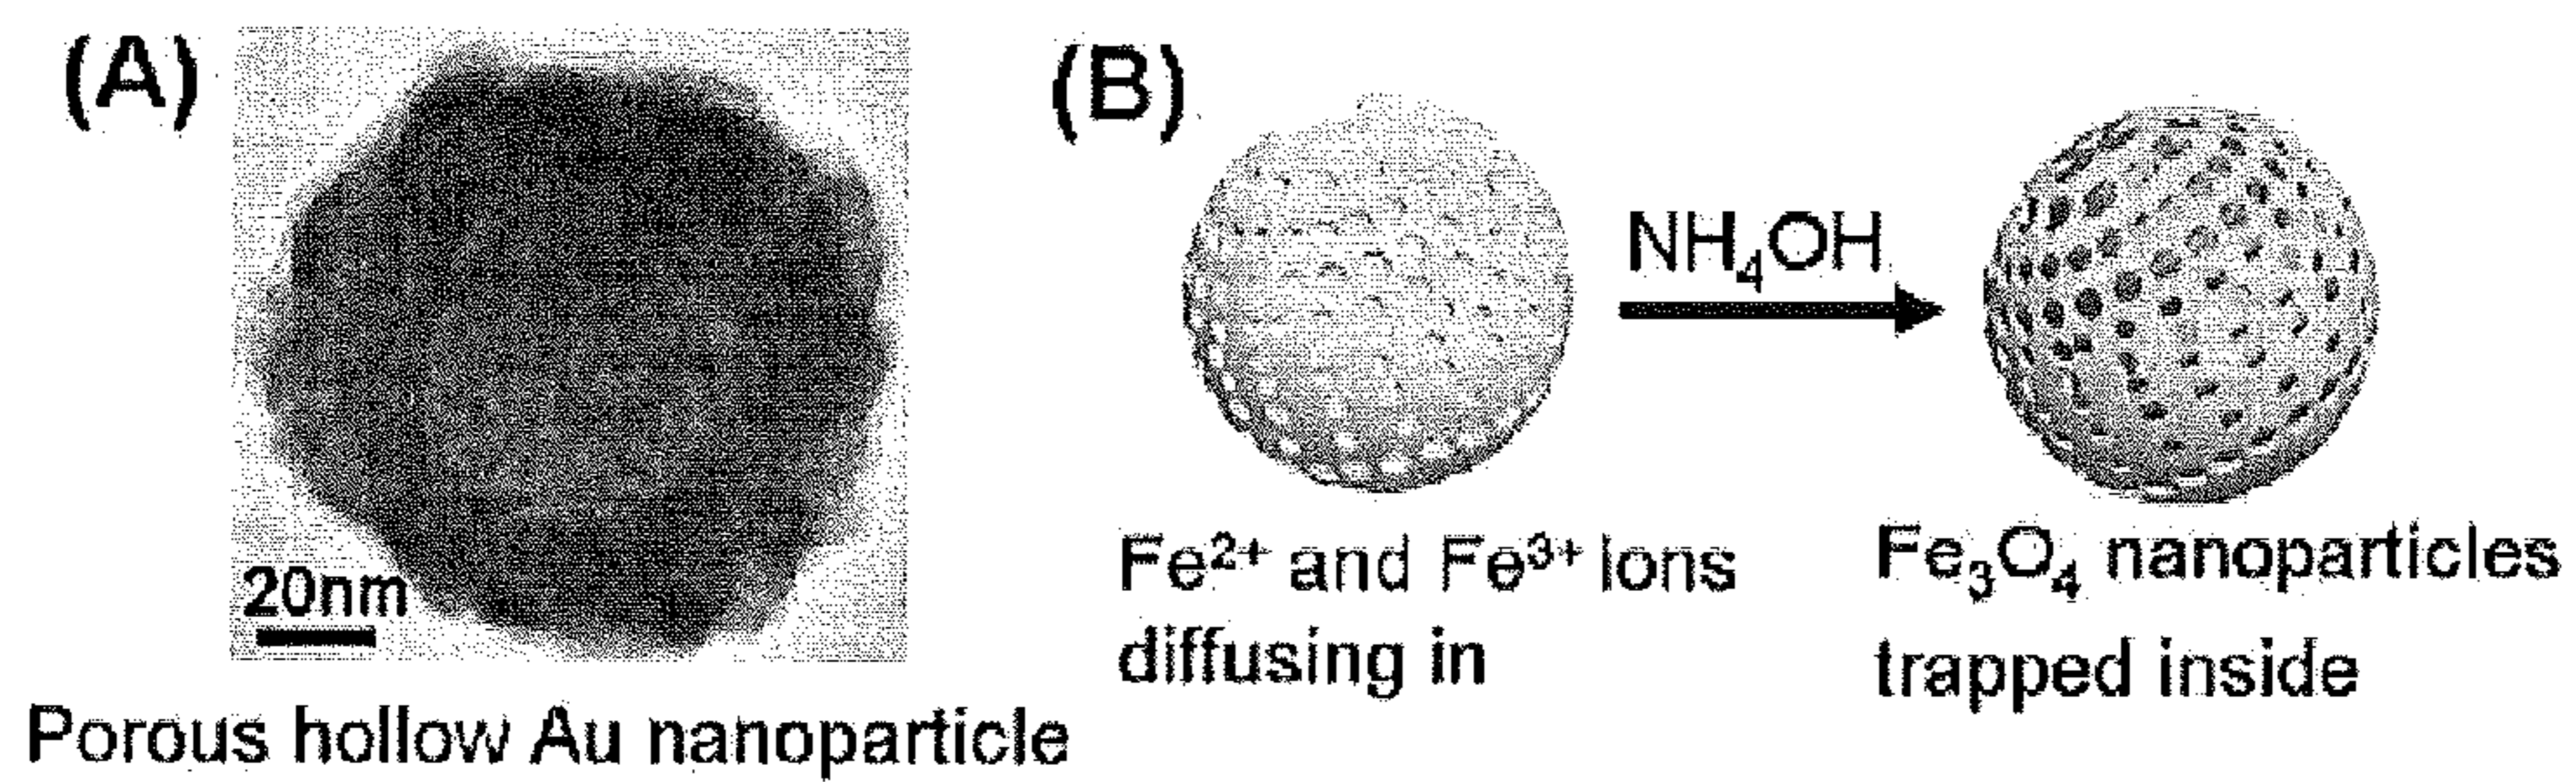 (A)
20nm
Porous hollow Au nanoparticle
(B)
NH₄OH
Fe²⁺ and Fe³⁺ Ions
diffusing in
Fe₃O₄ nanoparticles
trapped inside